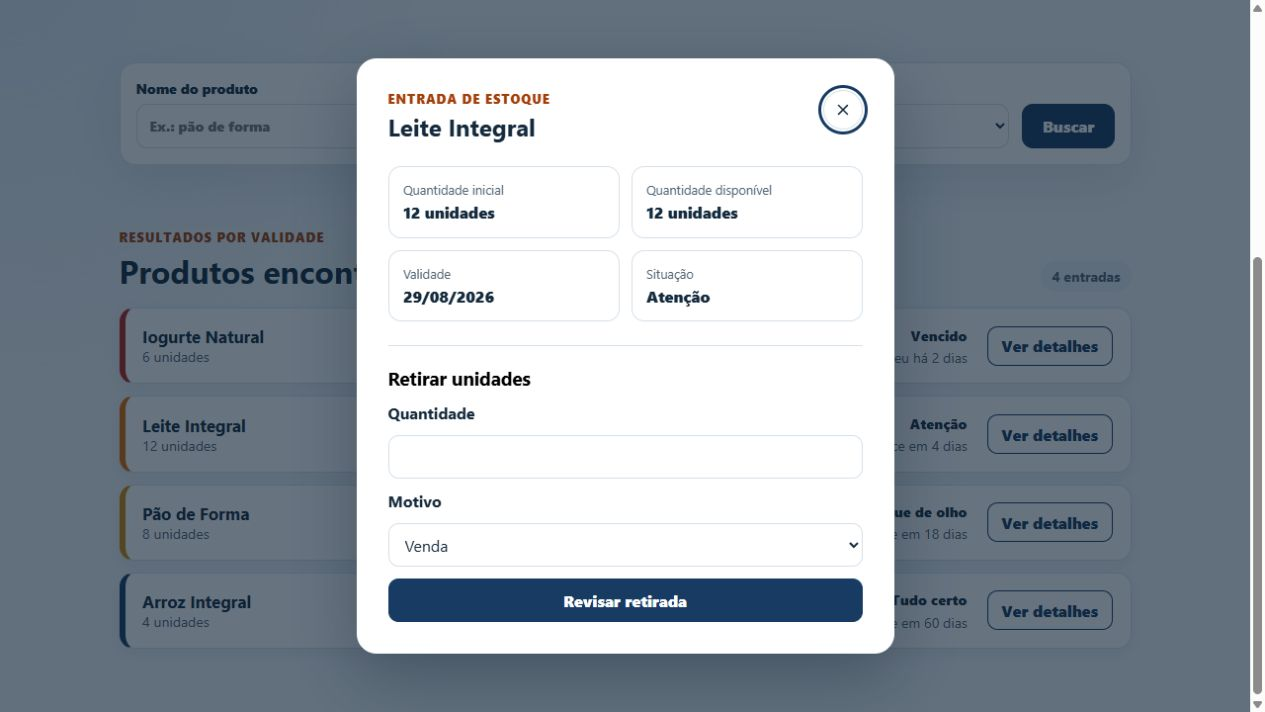 Nome do produto
Ex.: pão de forma
Buscar
RESULTADOS POR VALIDADE
Produtos
4 entradas
Iogurte Natural
6 unidades
Vencido
há 2 dias
Ver detalhes
Leite Integral
12 unidades
Atenção
em 4 dias
Ver detalhes
Pão de Forma
8 unidades
de olho
em 18 dias
Ver detalhes
Arroz Integral
4 unidades
Tudo certo
em 60 dias
Ver detalhes
ENTRADA DE ESTOQUE
Leite Integral
×
Quantidade inicial
12 unidades
Quantidade disponível
12 unidades
Validade
29/08/2026
Situação
Atenção
Retirar unidades
Quantidade
Motivo
Venda
Revisar retirada